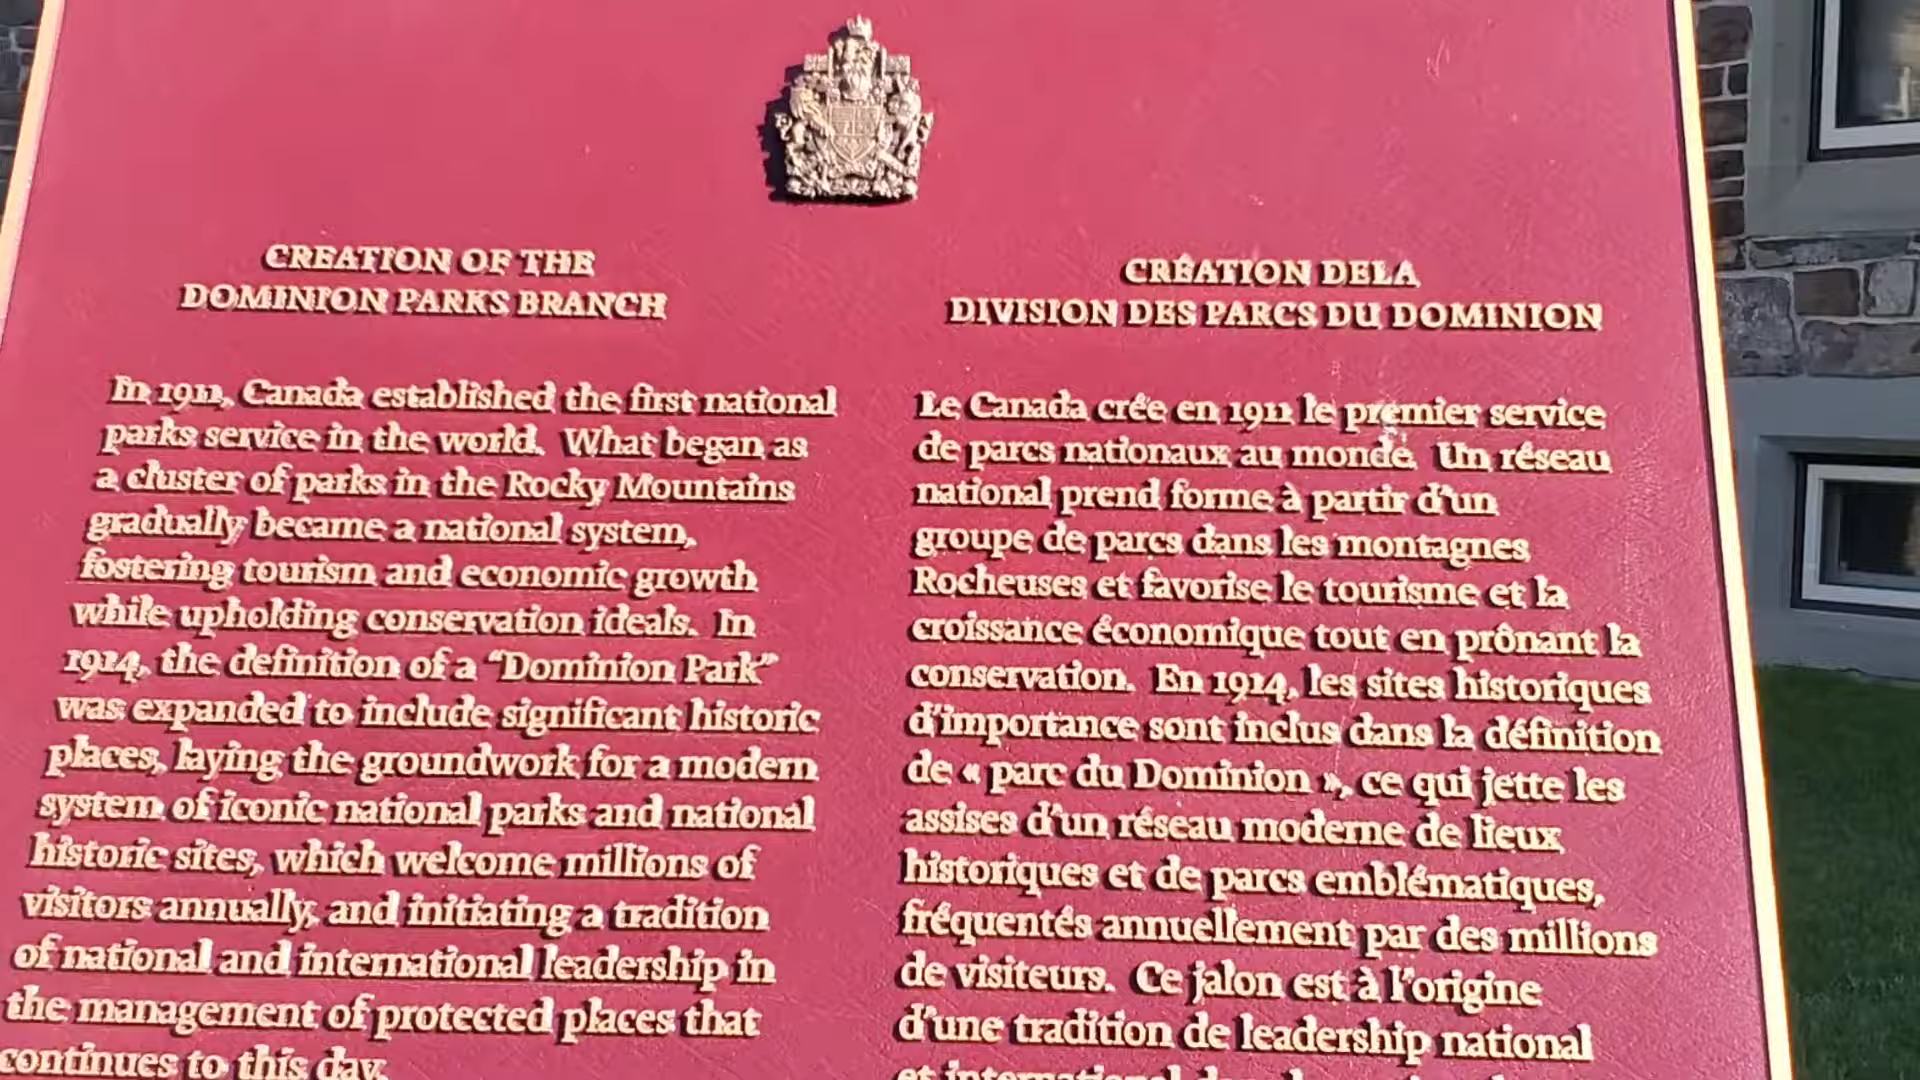 CREATION OF THE
DOMINION PARKS BRANCH
In 1911, Canada established the first national
parks service in the world. What began as
a cluster of parks in the Rocky Mountains
gradually became a national system,
fostering tourism and economic growth
while upholding conservation ideals. In
1914, the definition of a “Dominion Park”
was expanded to include significant historic
places, laying the groundwork for a modern
system of iconic national parks and national
historic sites, which welcome millions of
visitors annually, and initiating a tradition
of national and international leadership in
the management of protected places that
continues to this day.
CRÉATION DE LA
DIVISION DES PARCS DU DOMINION
Le Canada crée en 1911 le premier service
de parcs nationaux au monde. Un réseau
national prend forme à partir d’un
groupe de parcs dans les montagnes
Rocheuses et favorise le tourisme et la
croissance économique tout en prônant la
conservation. En 1914, les sites historiques
d’importance sont inclus dans la définition
de « parc du Dominion », ce qui jette les
assises d’un réseau moderne de lieux
historiques et de parcs emblématiques,
fréquentés annuellement par des millions
de visiteurs. Ce jalon est à l’origine
d’une tradition de leadership national
et international